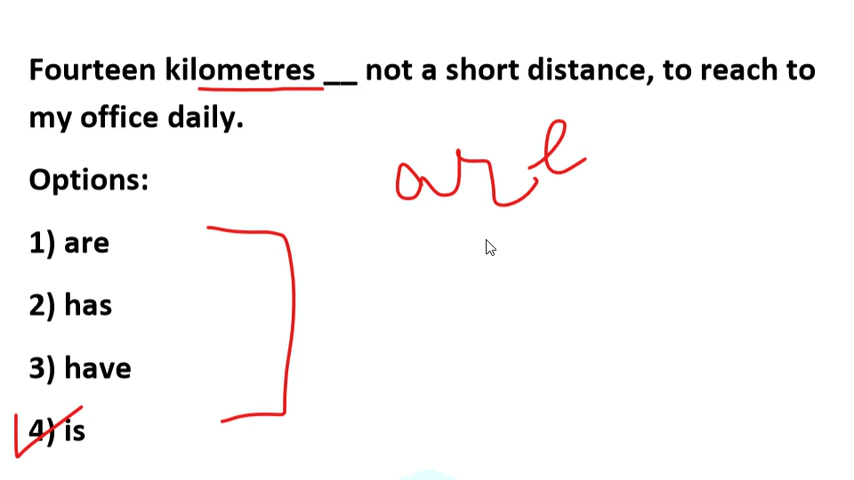 Fourteen kilometres __ not a short distance, to reach to
my office daily.
are
Options:
1) are
2) has
3) have
4) is